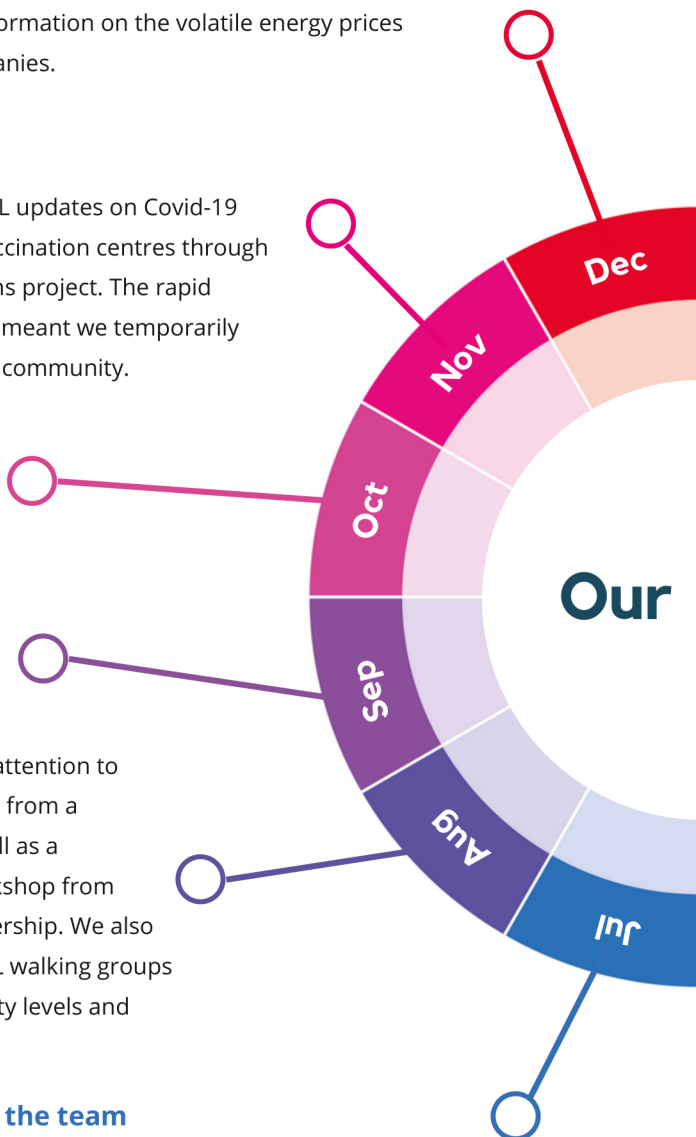 ormation on the volatile energy prices
anies.
L updates on Covid-19
ccination centres through
ns project. The rapid
meant we temporarily
community.
Dec
Nov
Oct
Our
Sep
Aug
Jul
attention to
from a
ll as a
kshop from
ership. We also
L walking groups
ty levels and
the team